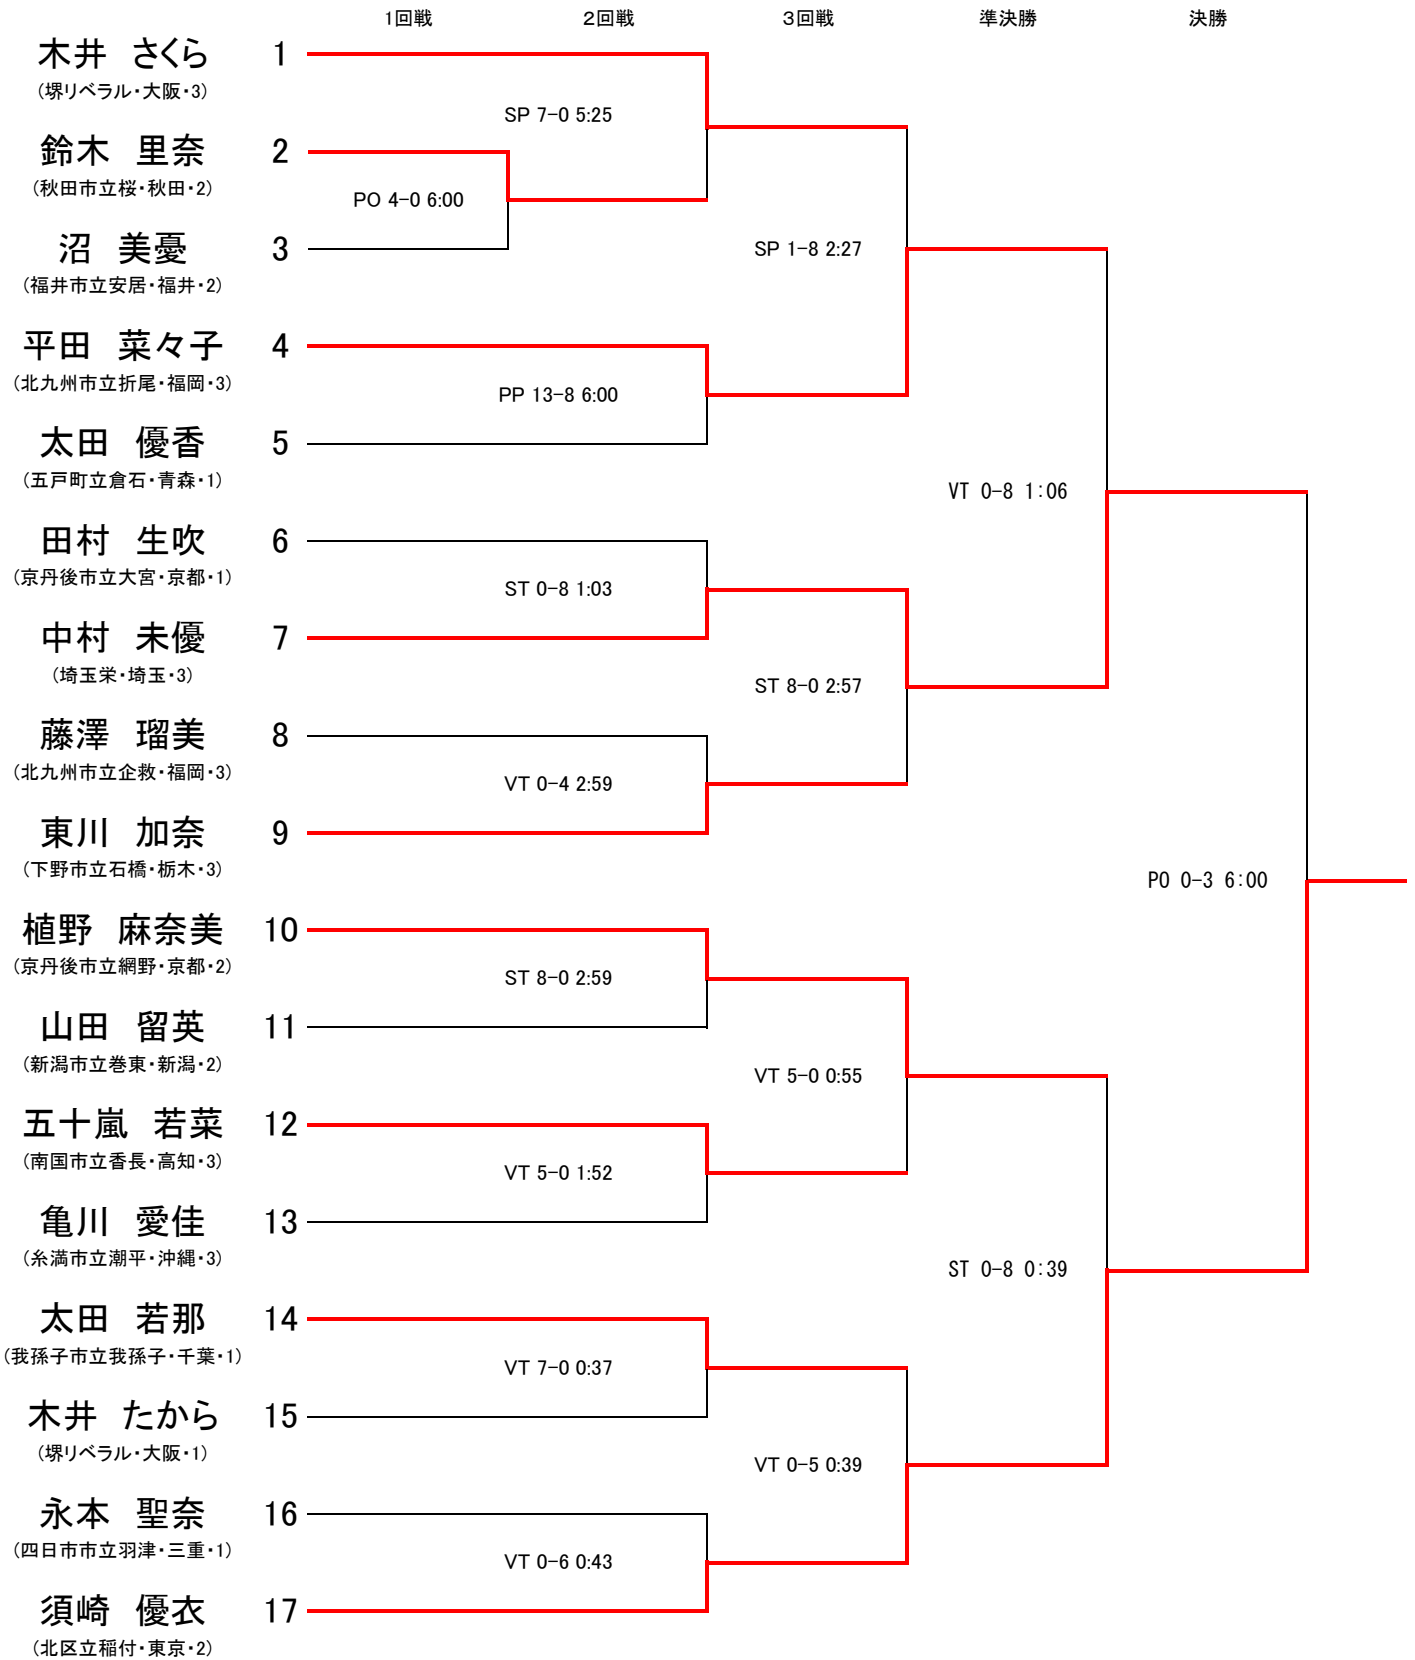 1回戦 2回戦 3回戦 準決勝 決勝
木井 さくら 1
(堺リベラル・大阪・3)
SP 7-0 5:25
鈴木 里奈 2
(秋田市立桜・秋田・2)
PO 4-0 6:00
沼 美憂 3
(福井市立安居・福井・2)
SP 1-8 2:27
平田 菜々子 4
(北九州市立折尾・福岡・3)
PP 13-8 6:00
太田 優香 5
(五戸町立倉石・青森・1)
VT 0-8 1:06
田村 生吹 6
(京丹後市立大宮・京都・1)
ST 0-8 1:03
中村 未優 7
(埼玉栄・埼玉・3)
ST 8-0 2:57
藤澤 瑠美 8
(北九州市立企救・福岡・3)
VT 0-4 2:59
東川 加奈 9
(下野市立石橋・栃木・3)
PO 0-3 6:00
植野 麻奈美 10
(京丹後市立網野・京都・2)
ST 8-0 2:59
山田 留英 11
(新潟市立巻東・新潟・2)
VT 5-0 0:55
五十嵐 若菜 12
(南国市立香長・高知・3)
VT 5-0 1:52
亀川 愛佳 13
(糸満市立潮平・沖縄・3)
ST 0-8 0:39
太田 若那 14
(我孫子市立我孫子・千葉・1)
VT 7-0 0:37
木井 たから 15
(堺リベラル・大阪・1)
VT 0-5 0:39
永本 聖奈 16
(四日市市立羽津・三重・1)
VT 0-6 0:43
須崎 優衣 17
(北区立稲付・東京・2)